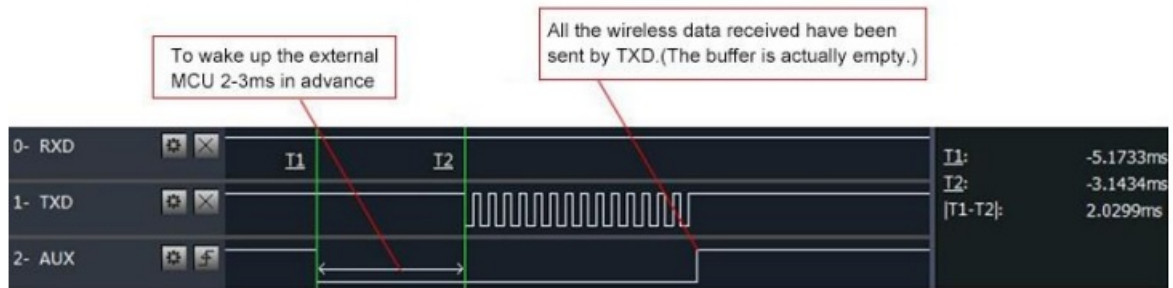 To wake up the external
MCU 2-3ms in advance
All the wireless data received have been
sent by TXD.(The buffer is actually empty.)
0- RXD
T1
T2
1- TXD
2- AUX
T1: -5.1733ms
T2: -3.1434ms
|T1-T2|: 2.0299ms